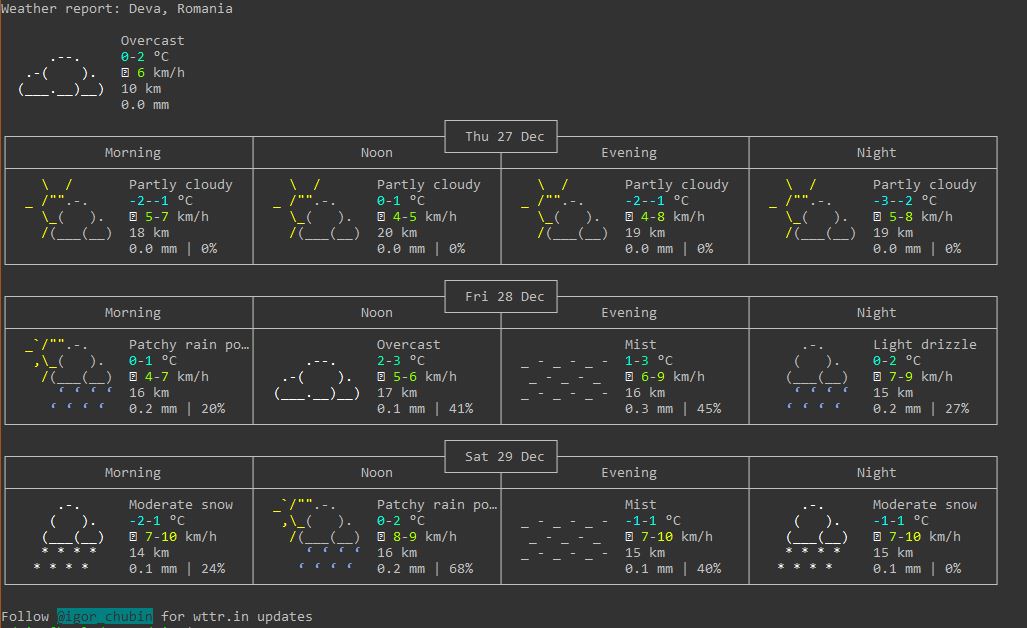 Weather report: Deva, Romania
Overcast
0-2 °C
6 km/h
10 km
0.0 mm
Thu 27 Dec
Morning Noon Evening Night
Partly cloudy Partly cloudy Partly cloudy Partly cloudy
-2--1 °C 0-1 °C -2--1 °C -3--2 °C
5-7 km/h 4-5 km/h 4-8 km/h 5-8 km/h
18 km 20 km 19 km 19 km
0.0 mm | 0% 0.0 mm | 0% 0.0 mm | 0% 0.0 mm | 0%
Fri 28 Dec
Morning Noon Evening Night
Patchy rain po… Overcast Mist Light drizzle
0-1 °C 2-3 °C 1-3 °C 0-2 °C
4-7 km/h 5-6 km/h 6-9 km/h 7-9 km/h
16 km 17 km 16 km 15 km
0.2 mm | 20% 0.1 mm | 41% 0.3 mm | 45% 0.2 mm | 27%
Sat 29 Dec
Morning Noon Evening Night
Moderate snow Patchy rain po… Mist Moderate snow
-2-1 °C 0-2 °C -1-1 °C -1-1 °C
7-10 km/h 8-9 km/h 7-10 km/h 7-10 km/h
14 km 16 km 15 km 15 km
0.1 mm | 24% 0.2 mm | 68% 0.1 mm | 40% 0.1 mm | 0%
Follow @igor_chubin for wttr.in updates